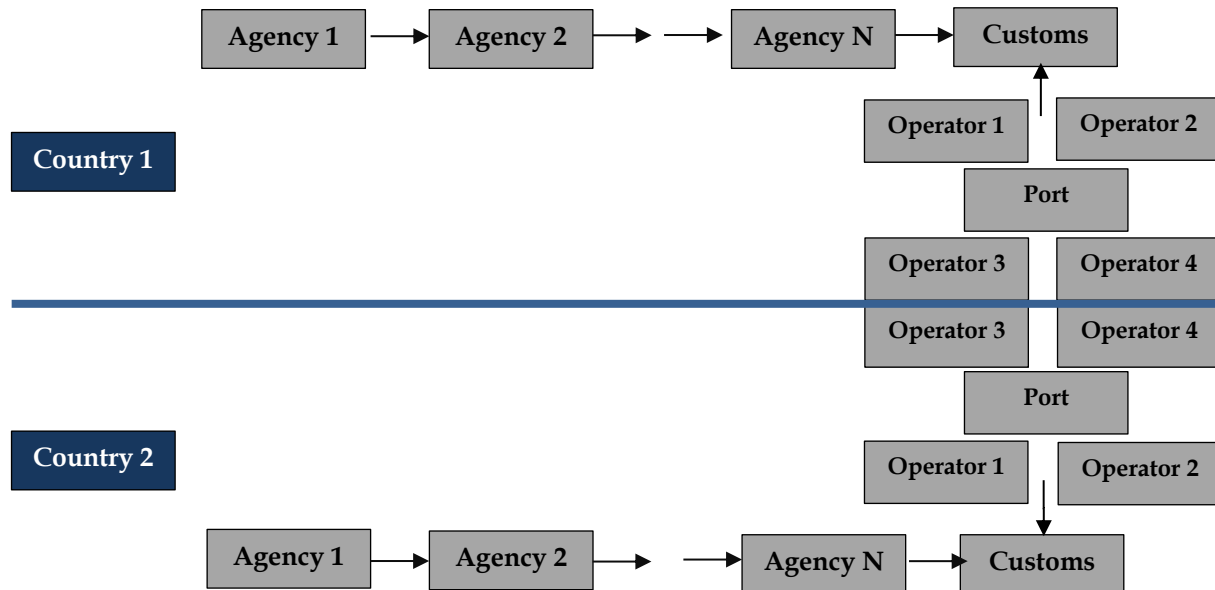 Agency 1
Agency 2
Agency N
Customs
Operator 1
Operator 2
Country 1
Port
Operator 3
Operator 4
Operator 3
Operator 4
Port
Country 2
Operator 1
Operator 2
Agency 1
Agency 2
Agency N
Customs